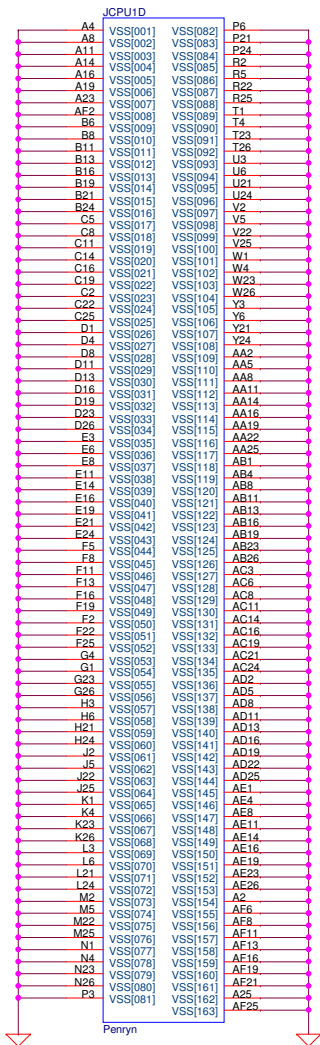 JCPU1D
A4 VSS[001] VSS[082] P6
A8 VSS[002] VSS[083] P21
A11 VSS[003] VSS[084] P24
A14 VSS[004] VSS[085] R2
A16 VSS[005] VSS[086] R5
A19 VSS[006] VSS[087] R22
A23 VSS[007] VSS[088] R25
AF2 VSS[008] VSS[089] T1
B6 VSS[009] VSS[090] T4
B8 VSS[010] VSS[091] T23
B11 VSS[011] VSS[092] T26
B13 VSS[012] VSS[093] U3
B16 VSS[013] VSS[094] U6
B19 VSS[014] VSS[095] U21
B21 VSS[015] VSS[096] U24
B24 VSS[016] VSS[097] V2
C5 VSS[017] VSS[098] V5
C8 VSS[018] VSS[099] V22
C11 VSS[019] VSS[100] V25
C14 VSS[020] VSS[101] W1
C16 VSS[021] VSS[102] W4
C19 VSS[022] VSS[103] W23
C2 VSS[023] VSS[104] W26
C22 VSS[024] VSS[105] Y3
C25 VSS[025] VSS[106] Y6
D1 VSS[026] VSS[107] Y21
D4 VSS[027] VSS[108] Y24
D8 VSS[028] VSS[109] AA2
D11 VSS[029] VSS[110] AA5
D13 VSS[030] VSS[111] AA8
D16 VSS[031] VSS[112] AA11
D19 VSS[032] VSS[113] AA14
D23 VSS[033] VSS[114] AA16
D26 VSS[034] VSS[115] AA19
E3 VSS[035] VSS[116] AA22
E6 VSS[036] VSS[117] AA25
E8 VSS[037] VSS[118] AB1
E11 VSS[038] VSS[119] AB4
E14 VSS[039] VSS[120] AB8
E16 VSS[040] VSS[121] AB11
E19 VSS[041] VSS[122] AB13
E21 VSS[042] VSS[123] AB16
E24 VSS[043] VSS[124] AB19
F5 VSS[044] VSS[125] AB23
F8 VSS[045] VSS[126] AB26
F11 VSS[046] VSS[127] AC3
F13 VSS[047] VSS[128] AC6
F16 VSS[048] VSS[129] AC8
F19 VSS[049] VSS[130] AC11
F2 VSS[050] VSS[131] AC14
F22 VSS[051] VSS[132] AC16
F25 VSS[052] VSS[133] AC19
G4 VSS[053] VSS[134] AC21
G1 VSS[054] VSS[135] AC24
G23 VSS[055] VSS[136] AD2
G26 VSS[056] VSS[137] AD5
H3 VSS[057] VSS[138] AD8
H6 VSS[058] VSS[139] AD11
H21 VSS[059] VSS[140] AD13
H24 VSS[060] VSS[141] AD16
J2 VSS[061] VSS[142] AD19
J5 VSS[062] VSS[143] AD22
J22 VSS[063] VSS[144] AD25
J25 VSS[064] VSS[145] AE1
K1 VSS[065] VSS[146] AE4
K4 VSS[066] VSS[147] AE8
K23 VSS[067] VSS[148] AE11
K26 VSS[068] VSS[149] AE14
L3 VSS[069] VSS[150] AE16
L6 VSS[070] VSS[151] AE19
L21 VSS[071] VSS[152] AE23
L24 VSS[072] VSS[153] AE26
M2 VSS[073] VSS[154] A2
M5 VSS[074] VSS[155] AF6
M22 VSS[075] VSS[156] AF8
M25 VSS[076] VSS[157] AF11
N1 VSS[077] VSS[158] AF13
N4 VSS[078] VSS[159] AF16
N23 VSS[079] VSS[160] AF19
N26 VSS[080] VSS[161] AF21
P3 VSS[081] VSS[162] A25
VSS[163] AF25
Penryn